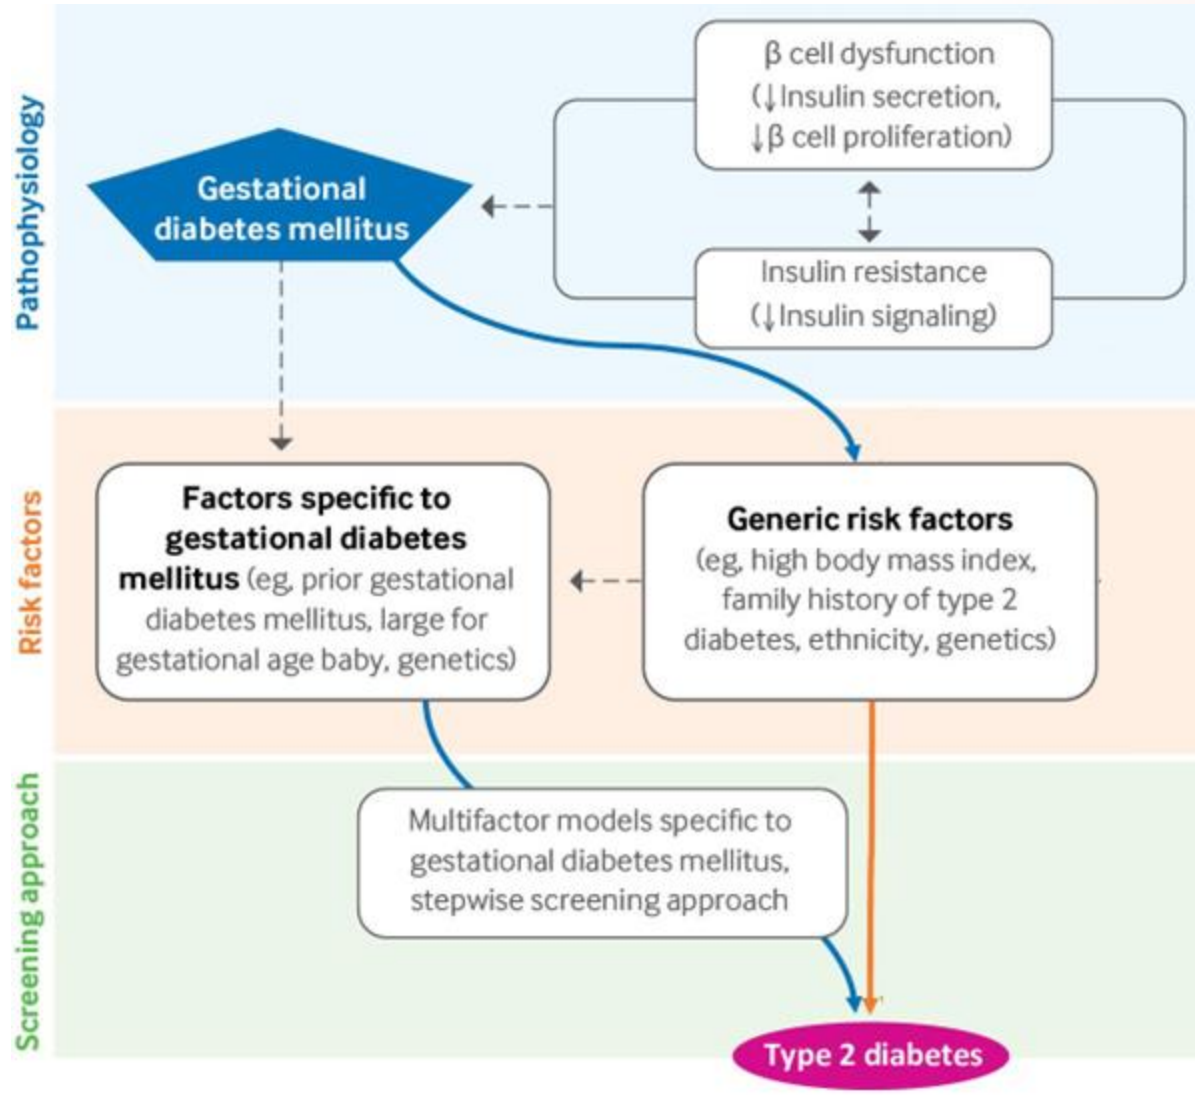 Pathophysiology
β cell dysfunction
(↓Insulin secretion,
↓β cell proliferation)
Gestational
diabetes mellitus
Insulin resistance
(↓Insulin signaling)
Risk factors
Factors specific to
gestational diabetes
mellitus (eg, prior gestational
diabetes mellitus, large for
gestational age baby, genetics)
Generic risk factors
(eg, high body mass index,
family history of type 2
diabetes, ethnicity, genetics)
Screening approach
Multifactor models specific to
gestational diabetes mellitus,
stepwise screening approach
Type 2 diabetes